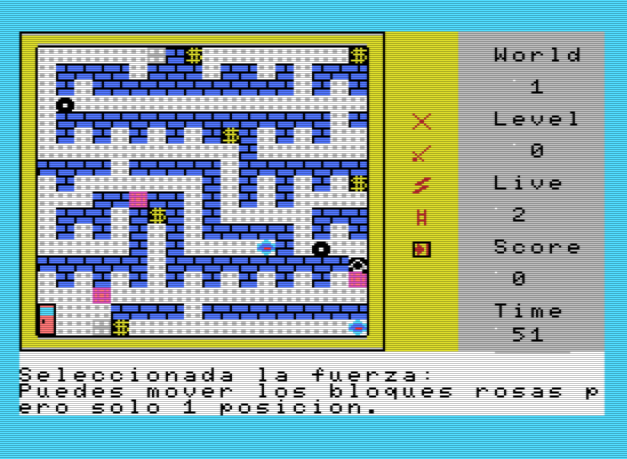 World
1
Level
0
Live
2
Score
0
Time
51
Seleccionada la fuerza:
Puedes mover los bloques rosas p
ero solo 1 posicion.